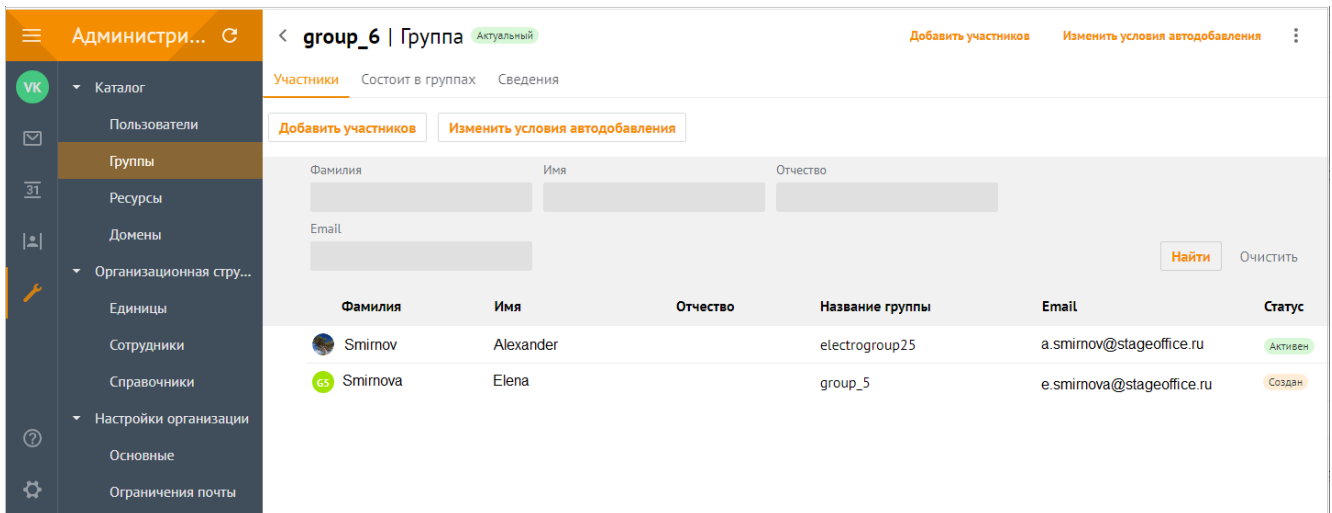 Администри...
group_6 | Группа Актуальный
Добавить участников Изменить условия автодобавления
VK
31
Каталог
Пользователи
Группы
Ресурсы
Домены
Организационная стру...
Единицы
Сотрудники
Справочники
Настройки организации
Основные
Ограничения почты
Участники Состоит в группах Сведения
Добавить участников Изменить условия автодобавления
Фамилия Имя Отчество
Email
Найти Очистить
Фамилия Имя Отчество Название группы Email Статус
Smirnov Alexander electrogroup25 a.smirnov@stageoffice.ru Активен
GS Smirnova Elena group_5 e.smirnova@stageoffice.ru Создан